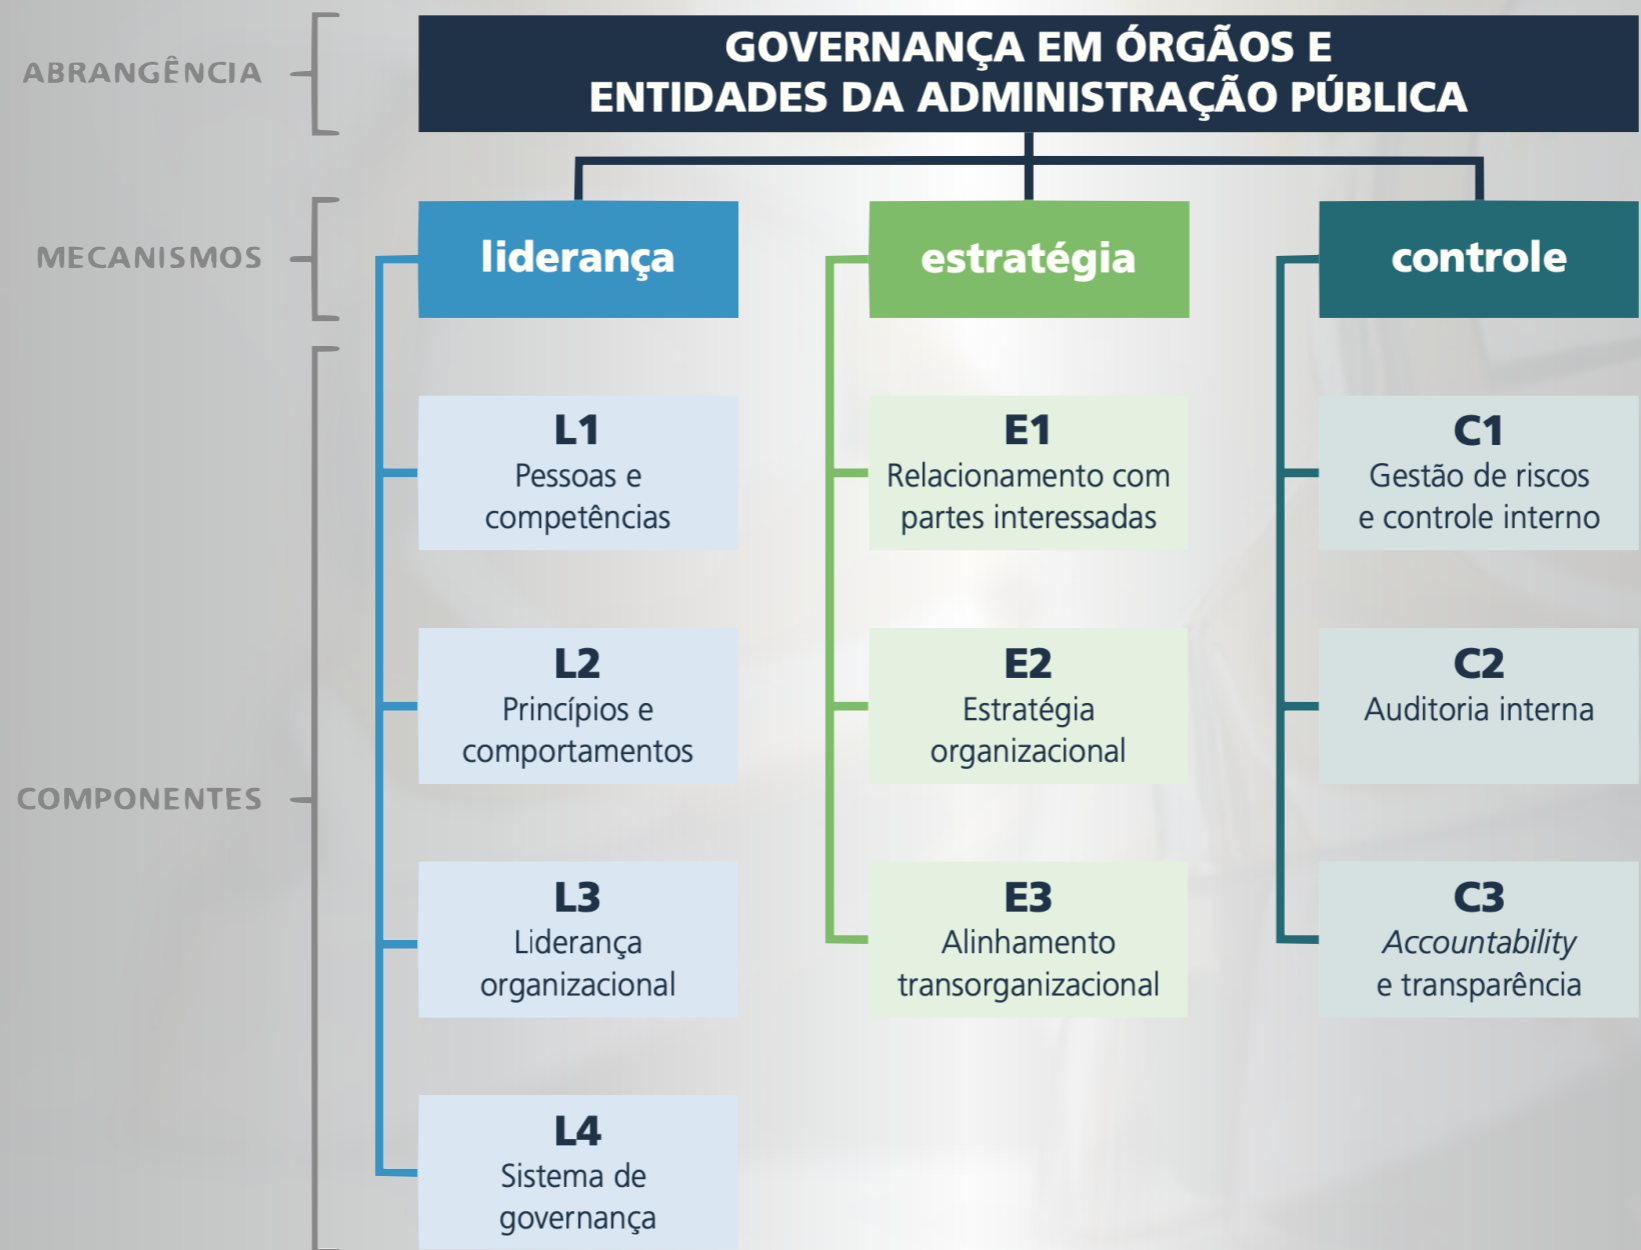 ABRANGÊNCIA
GOVERNANÇA EM ÓRGÃOS E
ENTIDADES DA ADMINISTRAÇÃO PÚBLICA
MECANISMOS
liderança
estratégia
controle
COMPONENTES
L1
Pessoas e
competências
L2
Princípios e
comportamentos
L3
Liderança
organizacional
L4
Sistema de
governança
E1
Relacionamento com
partes interessadas
E2
Estratégia
organizacional
E3
Alinhamento
transorganizacional
C1
Gestão de riscos
e controle interno
C2
Auditoria interna
C3
Accountability
e transparência